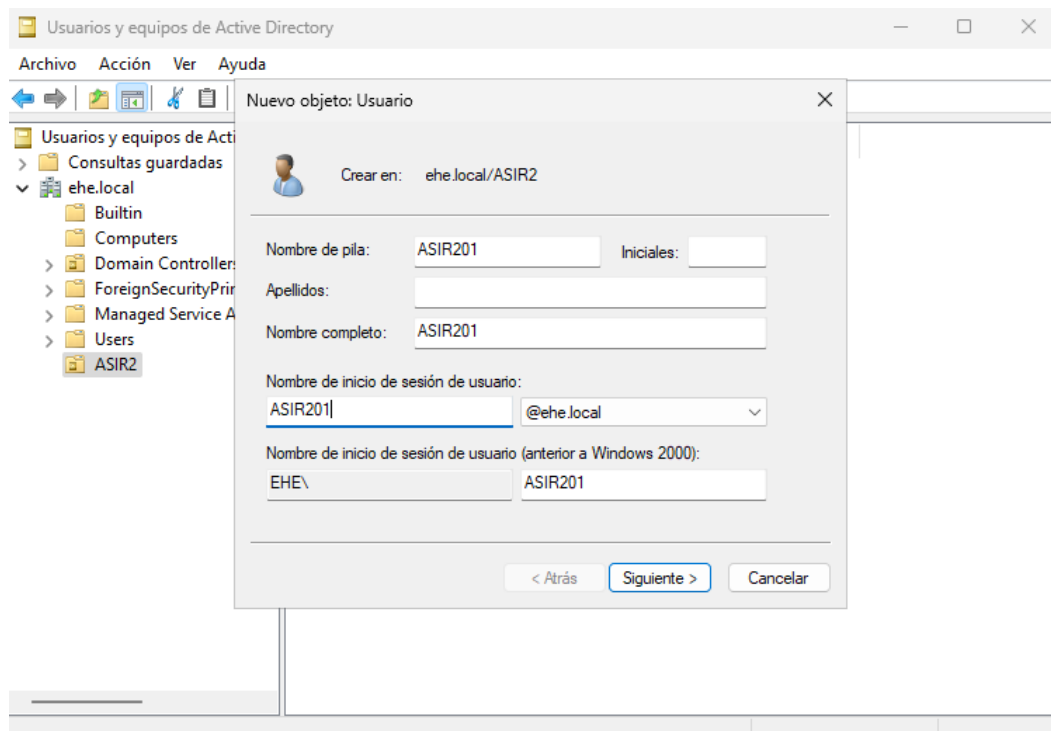 Usuarios y equipos de Active Directory
Archivo Acción Ver Ayuda
Usuarios y equipos de Acti
Consultas guardadas
ehe.local
Builtin
Computers
Domain Controller
ForeignSecurityPrin
Managed Service A
Users
ASIR2
Nuevo objeto: Usuario
Crear en: ehe.local/ASIR2
Nombre de pila: ASIR201 Iniciales:
Apellidos:
Nombre completo: ASIR201
Nombre de inicio de sesión de usuario:
ASIR201 @ehe.local
Nombre de inicio de sesión de usuario (anterior a Windows 2000):
EHE\ ASIR201
< Atrás Siguiente > Cancelar